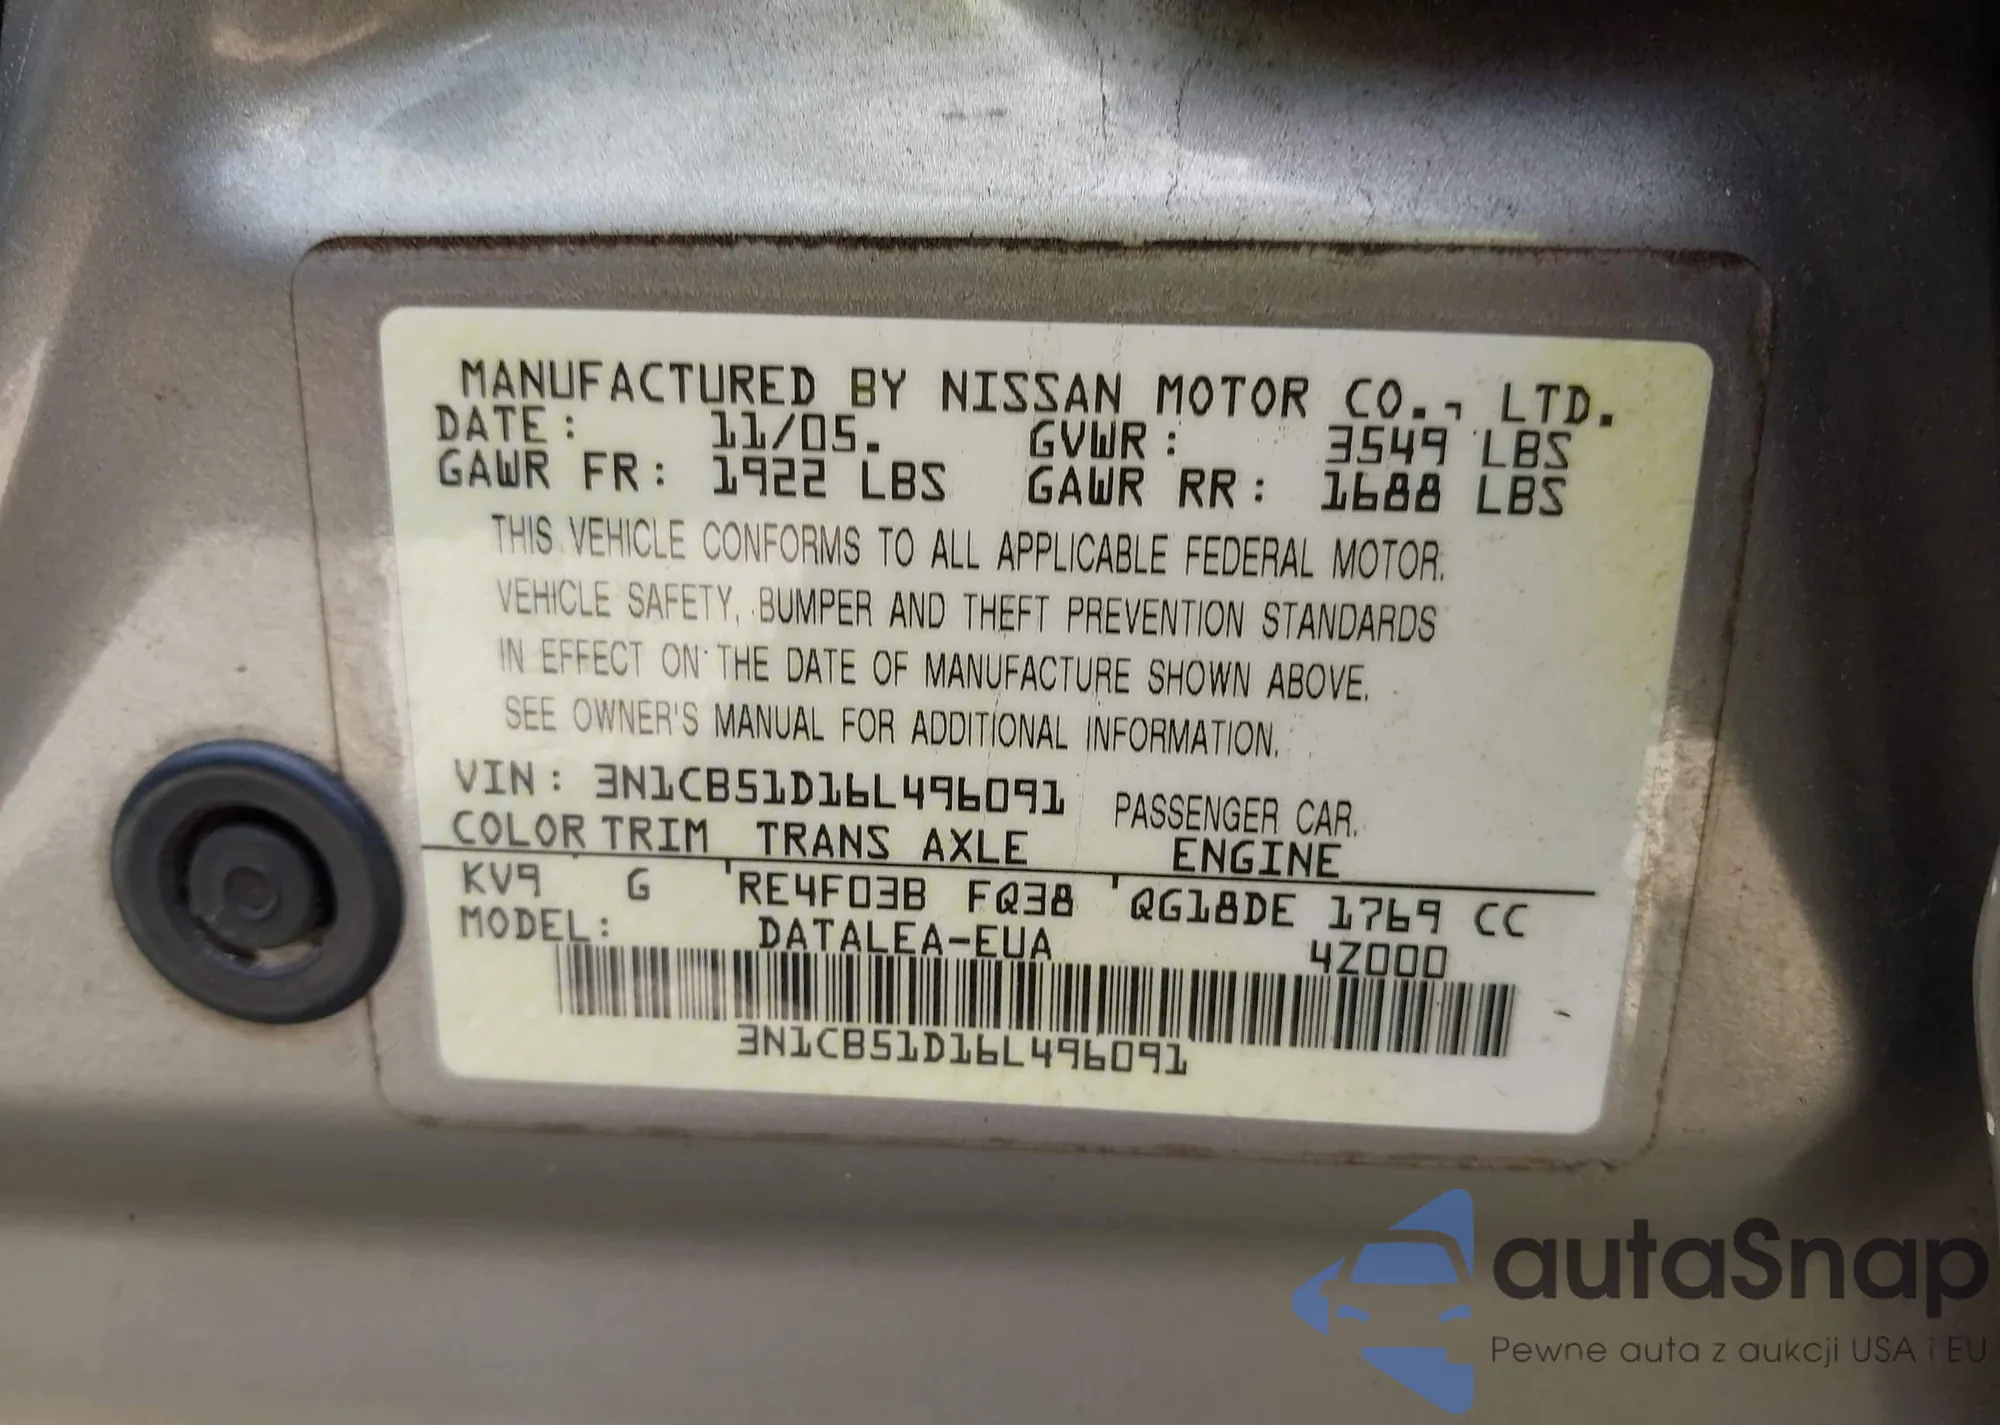 MANUFACTURED BY NISSAN MOTOR CO., LTD.
DATE: 11/05. GVWR: 3549 LBS
GAWR FR: 1922 LBS GAWR RR: 1688 LBS
THIS VEHICLE CONFORMS TO ALL APPLICABLE FEDERAL MOTOR
VEHICLE SAFETY, BUMPER AND THEFT PREVENTION STANDARDS
IN EFFECT ON THE DATE OF MANUFACTURE SHOWN ABOVE.
SEE OWNER'S MANUAL FOR ADDITIONAL INFORMATION.
VIN: 3N1CB51D16L496091 PASSENGER CAR.
COLOR TRIM TRANS AXLE ENGINE
KV9 G RE4F03B FQ38 QG18DE 1769 CC
MODEL: DATALEA-EUA 4Z000
3N1CB51D16L496091
autaSnap
Pewne auta z aukcji USA i EU